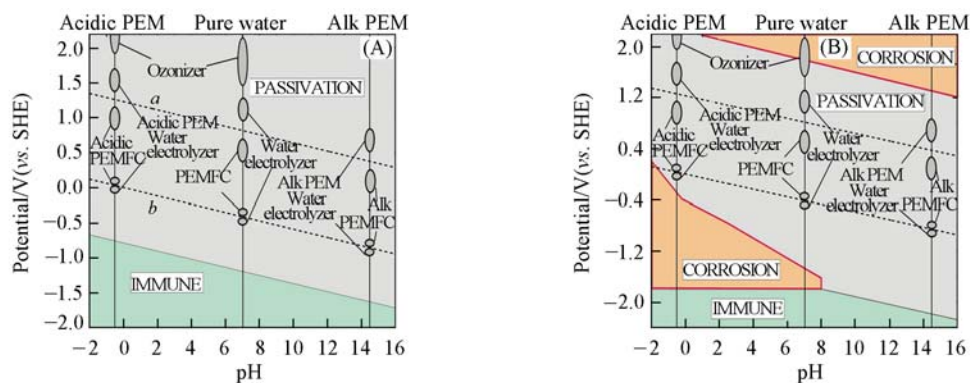 Acidic PEM Pure water Alk PEM
(A)
Ozonizer
PASSIVATION
a
Acidic
PEMFC
Acidic PEM
Water
electrolyzer
Water
electrolyzer
PEMFC
Alk PEM
Water
electrolyzer
Alk
PEMFC
b
IMMUNE
Potential/V(vs. SHE)
2.0
1.5
1.0
0.5
0.0
−0.5
−1.0
−1.5
−2.0
−2 0 2 4 6 8 10 12 14 16
pH
Acidic PEM Pure water Alk PEM
(B)
CORROSION
Ozonizer
PASSIVATION
Acidic
PEMFC
Acidic PEM
Water
electrolyzer
Water
electrolyzer
PEMFC
Alk PEM
Water
electrolyzer
Alk
PEMFC
CORROSION
IMMUNE
Potential/V(vs. SHE)
2.0
1.2
0.4
−0.4
−1.2
−2.0
−2 0 2 4 6 8 10 12 14 16
pH